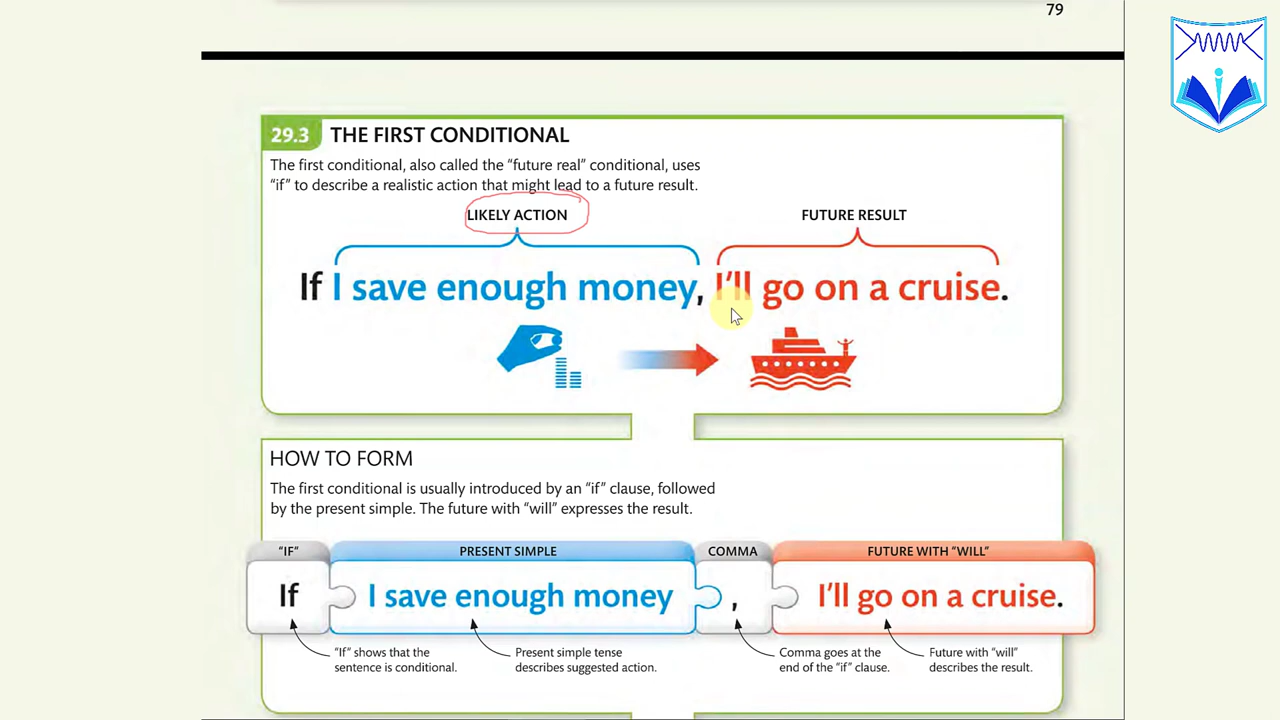 79
29.3 THE FIRST CONDITIONAL
The first conditional, also called the “future real” conditional, uses
“if” to describe a realistic action that might lead to a future result.
LIKELY ACTION
FUTURE RESULT
If I save enough money, I’ll go on a cruise.
HOW TO FORM
The first conditional is usually introduced by an “if” clause, followed
by the present simple. The future with “will” expresses the result.
“IF”
PRESENT SIMPLE
COMMA
FUTURE WITH “WILL”
If
I save enough money
,
I’ll go on a cruise.
“If” shows that the
sentence is conditional.
Present simple tense
describes suggested action.
Comma goes at the
end of the “if” clause.
Future with “will”
describes the result.